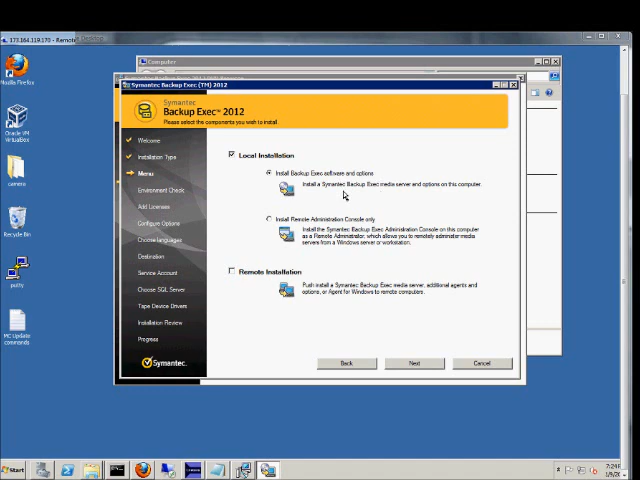 173.164.119.170 - Remote Desktop
Computer
Symantec Backup Exec (TM) 2012
Symantec
Backup Exec™ 2012
Please select the components you wish to install.
Welcome
Installation Type
Menu
Environment Check
Add Licenses
Configure Options
Choose languages
Destination
Service Account
Choose SQL Server
Tape Device Drivers
Installation Review
Progress
Symantec.
Local Installation
Install Backup Exec software and options
Install a Symantec Backup Exec media server and options on this computer.
Install Remote Administration Console only
Install the Symantec Backup Exec Administration Console on this computer
as a Remote Administrator, which allows you to remotely administer media
servers from a Windows server or workstation.
Remote Installation
Push install a Symantec Backup Exec media server, additional agents and
options, or Agent for Windows to remote computers.
Back
Next
Cancel
Mozilla Firefox
Oracle VM
VirtualBox
camera
Recycle Bin
putty
MC Update
commands
Start